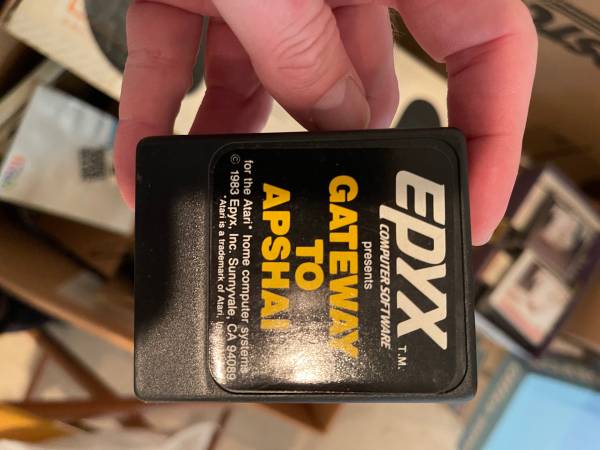 EPYX T.M.
COMPUTER SOFTWARE
presents
GATEWAY
TO
APSHAI
for the Atari* home computer systems
© 1983 Epyx, Inc. Sunnyvale, CA 94089
*Atari is a trademark of Atari, Inc.